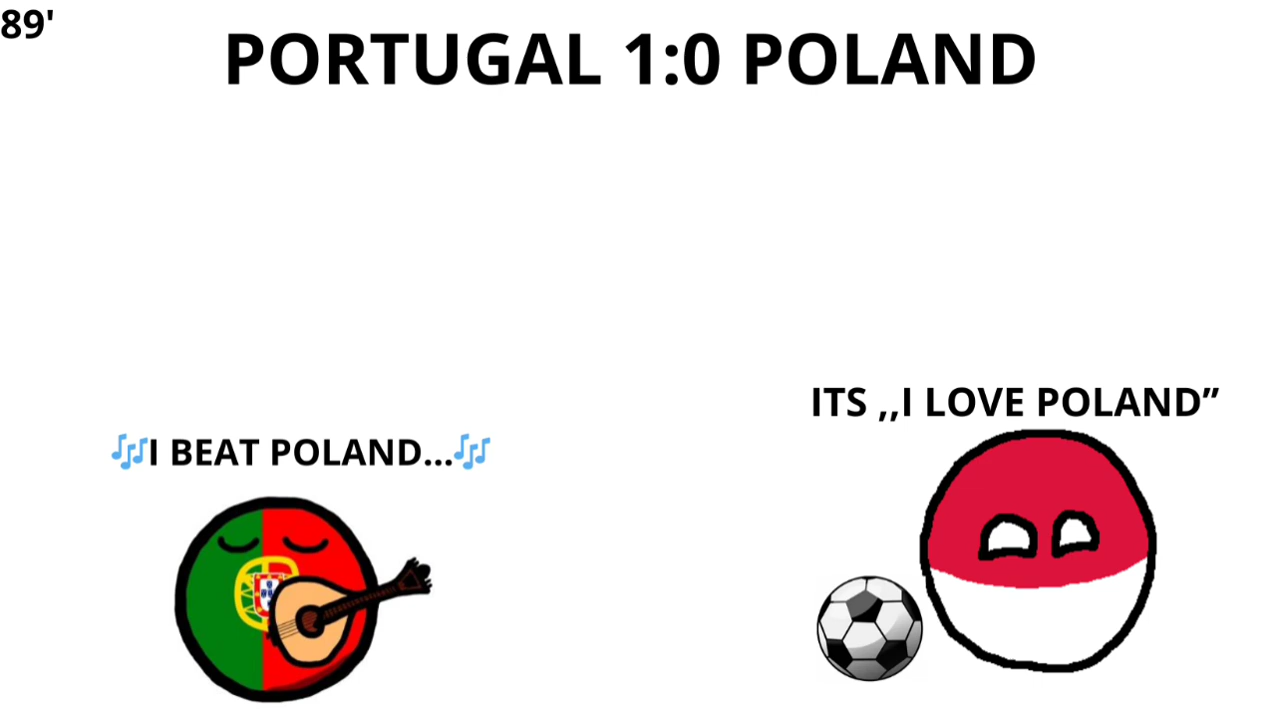 89'
PORTUGAL 1:0 POLAND
ITS ,,I LOVE POLAND”
🎶I BEAT POLAND...🎶